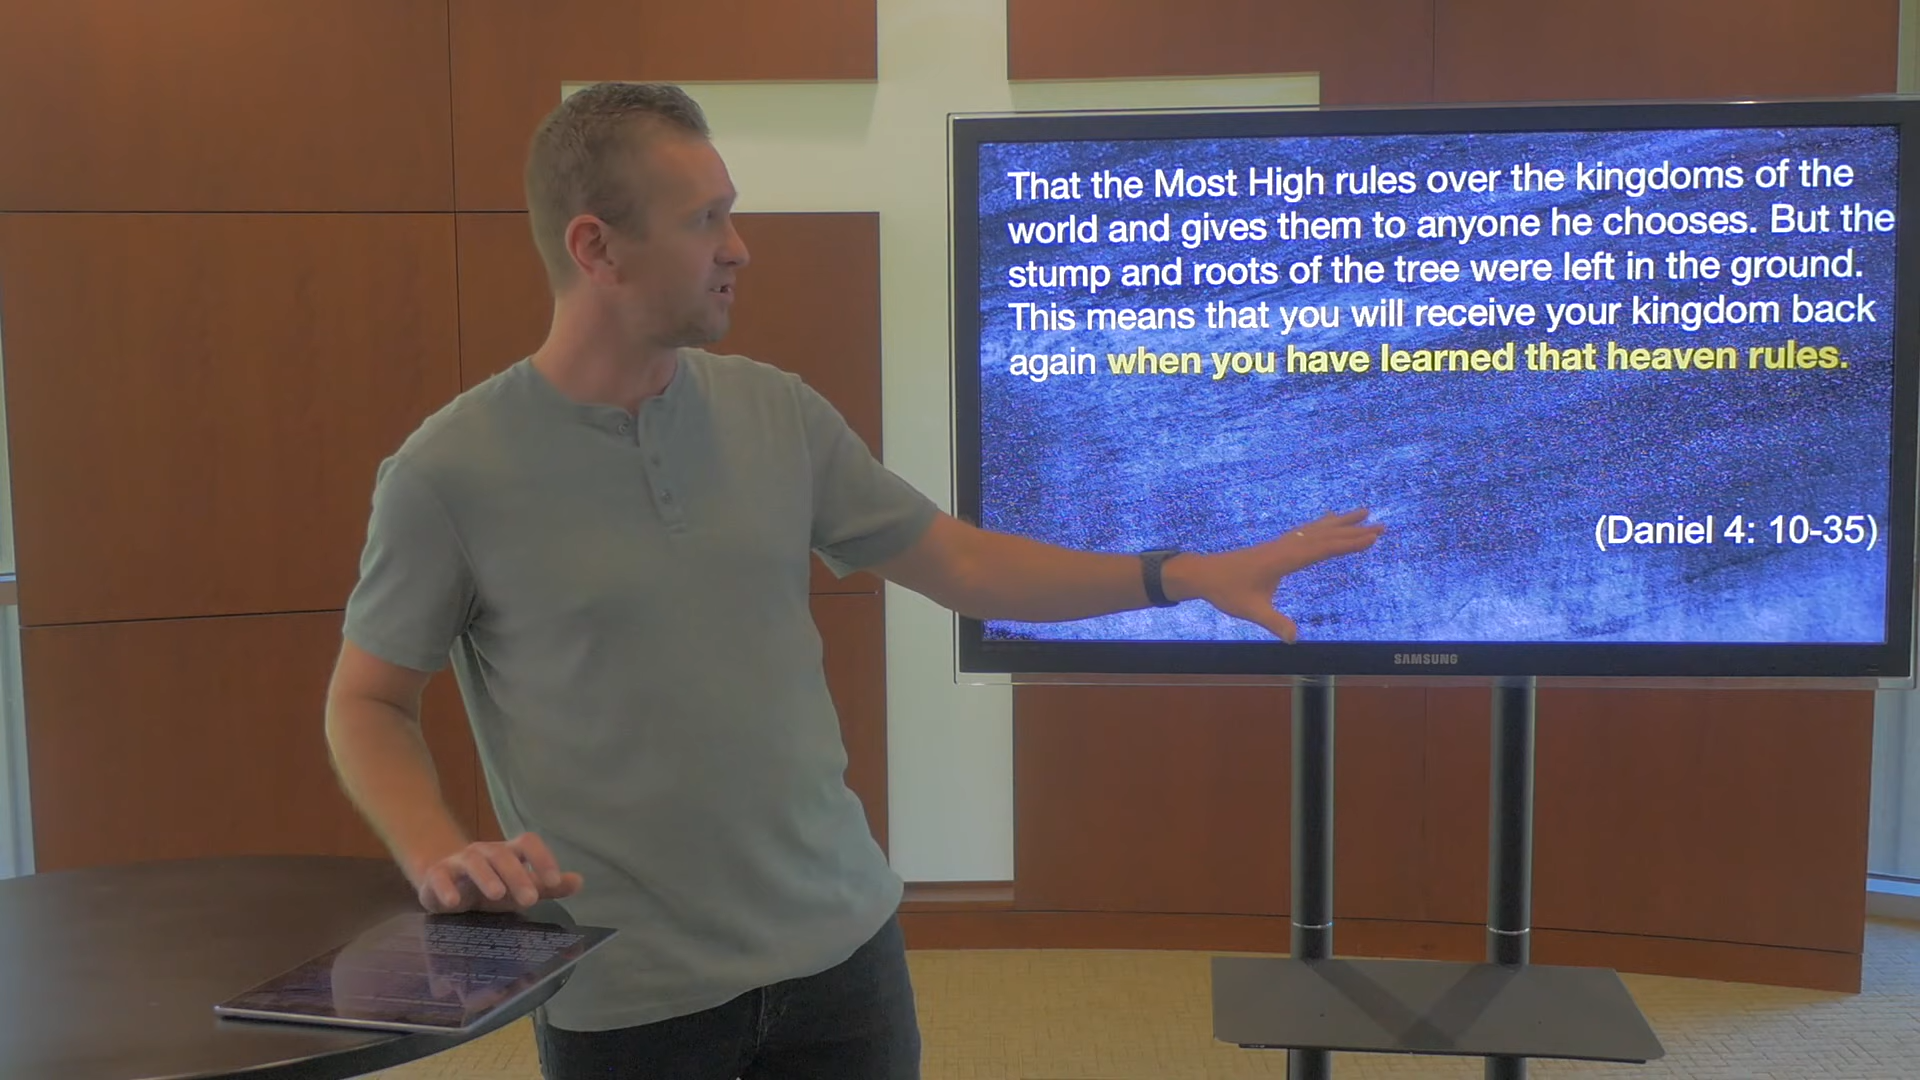 That the Most High rules over the kingdoms of the
world and gives them to anyone he chooses. But the
stump and roots of the tree were left in the ground.
This means that you will receive your kingdom back
again when you have learned that heaven rules.
(Daniel 4: 10-35)
SAMSUNG